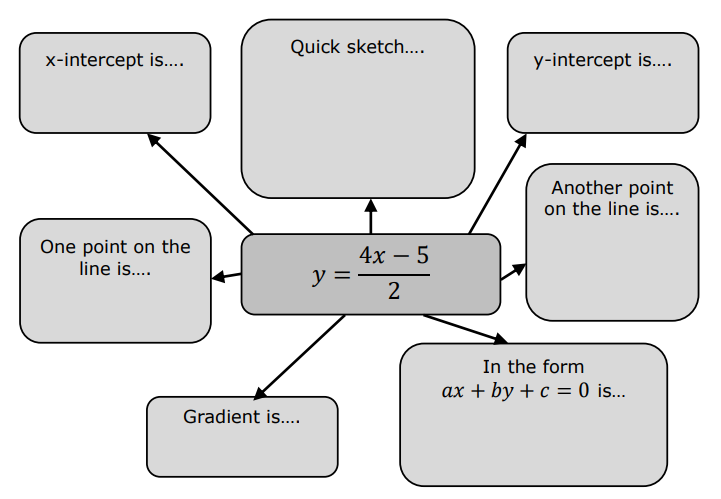 x-intercept is….
Quick sketch….
y-intercept is….
Another point
on the line is….
One point on the
line is….
y = \frac{4x − 5}{2}
In the form
ax + by + c = 0 is…
Gradient is….